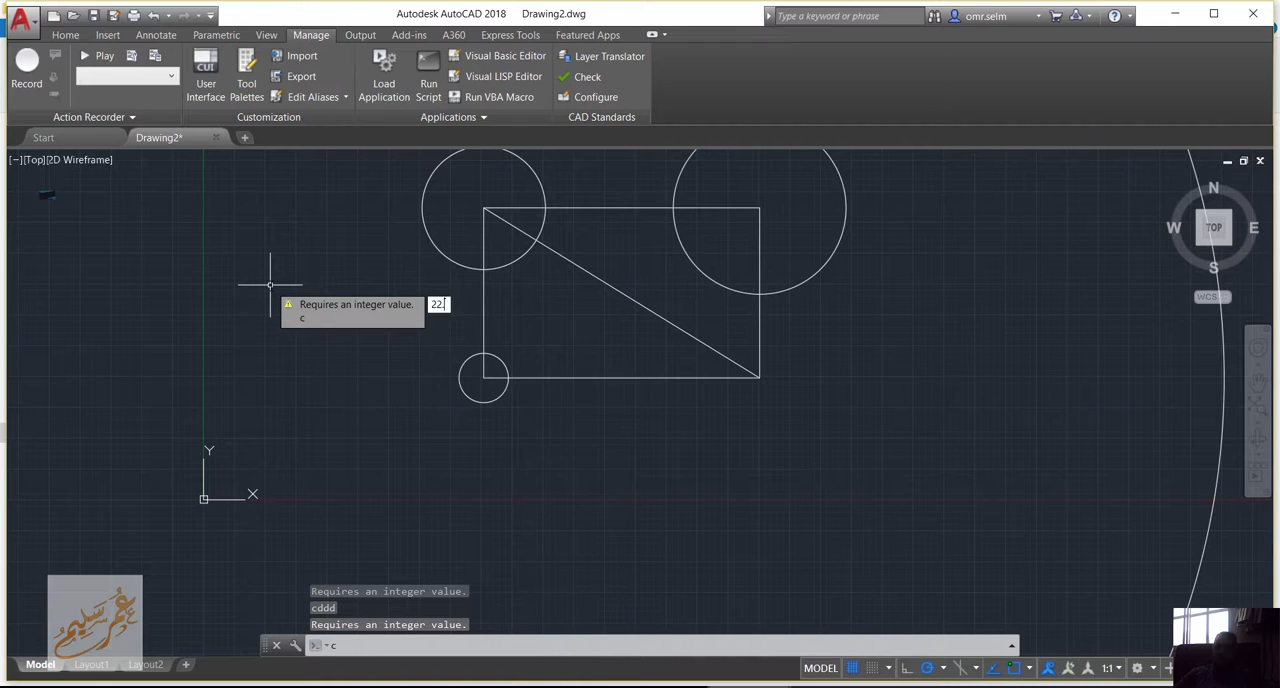 Autodesk AutoCAD 2018 Drawing2.dwg
Type a keyword or phrase
omr.selm
Home Insert Annotate Parametric View Manage Output Add-ins A360 Express Tools Featured Apps
Record
Play
Action Recorder
CUI
User
Interface
Tool
Palettes
Import
Export
Edit Aliases
Customization
Load
Application
Run
Script
Visual Basic Editor
Visual LISP Editor
Run VBA Macro
Applications
Layer Translator
Check
Configure
CAD Standards
Start
Drawing2*
[−][Top][2D Wireframe]
N
W TOP E
S
WCS
Requires an integer value. 22.
c
Y
X
Requires an integer value.
cddd
Requires an integer value.
c
عُمَر سَلِيم
Model Layout1 Layout2
MODEL
1:1